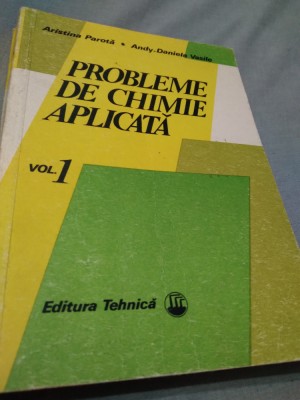 Aristina Parotă • Andy-Daniela Vasile
PROBLEME
DE CHIMIE
APLICATĂ
VOL. 1
Editura Tehnică